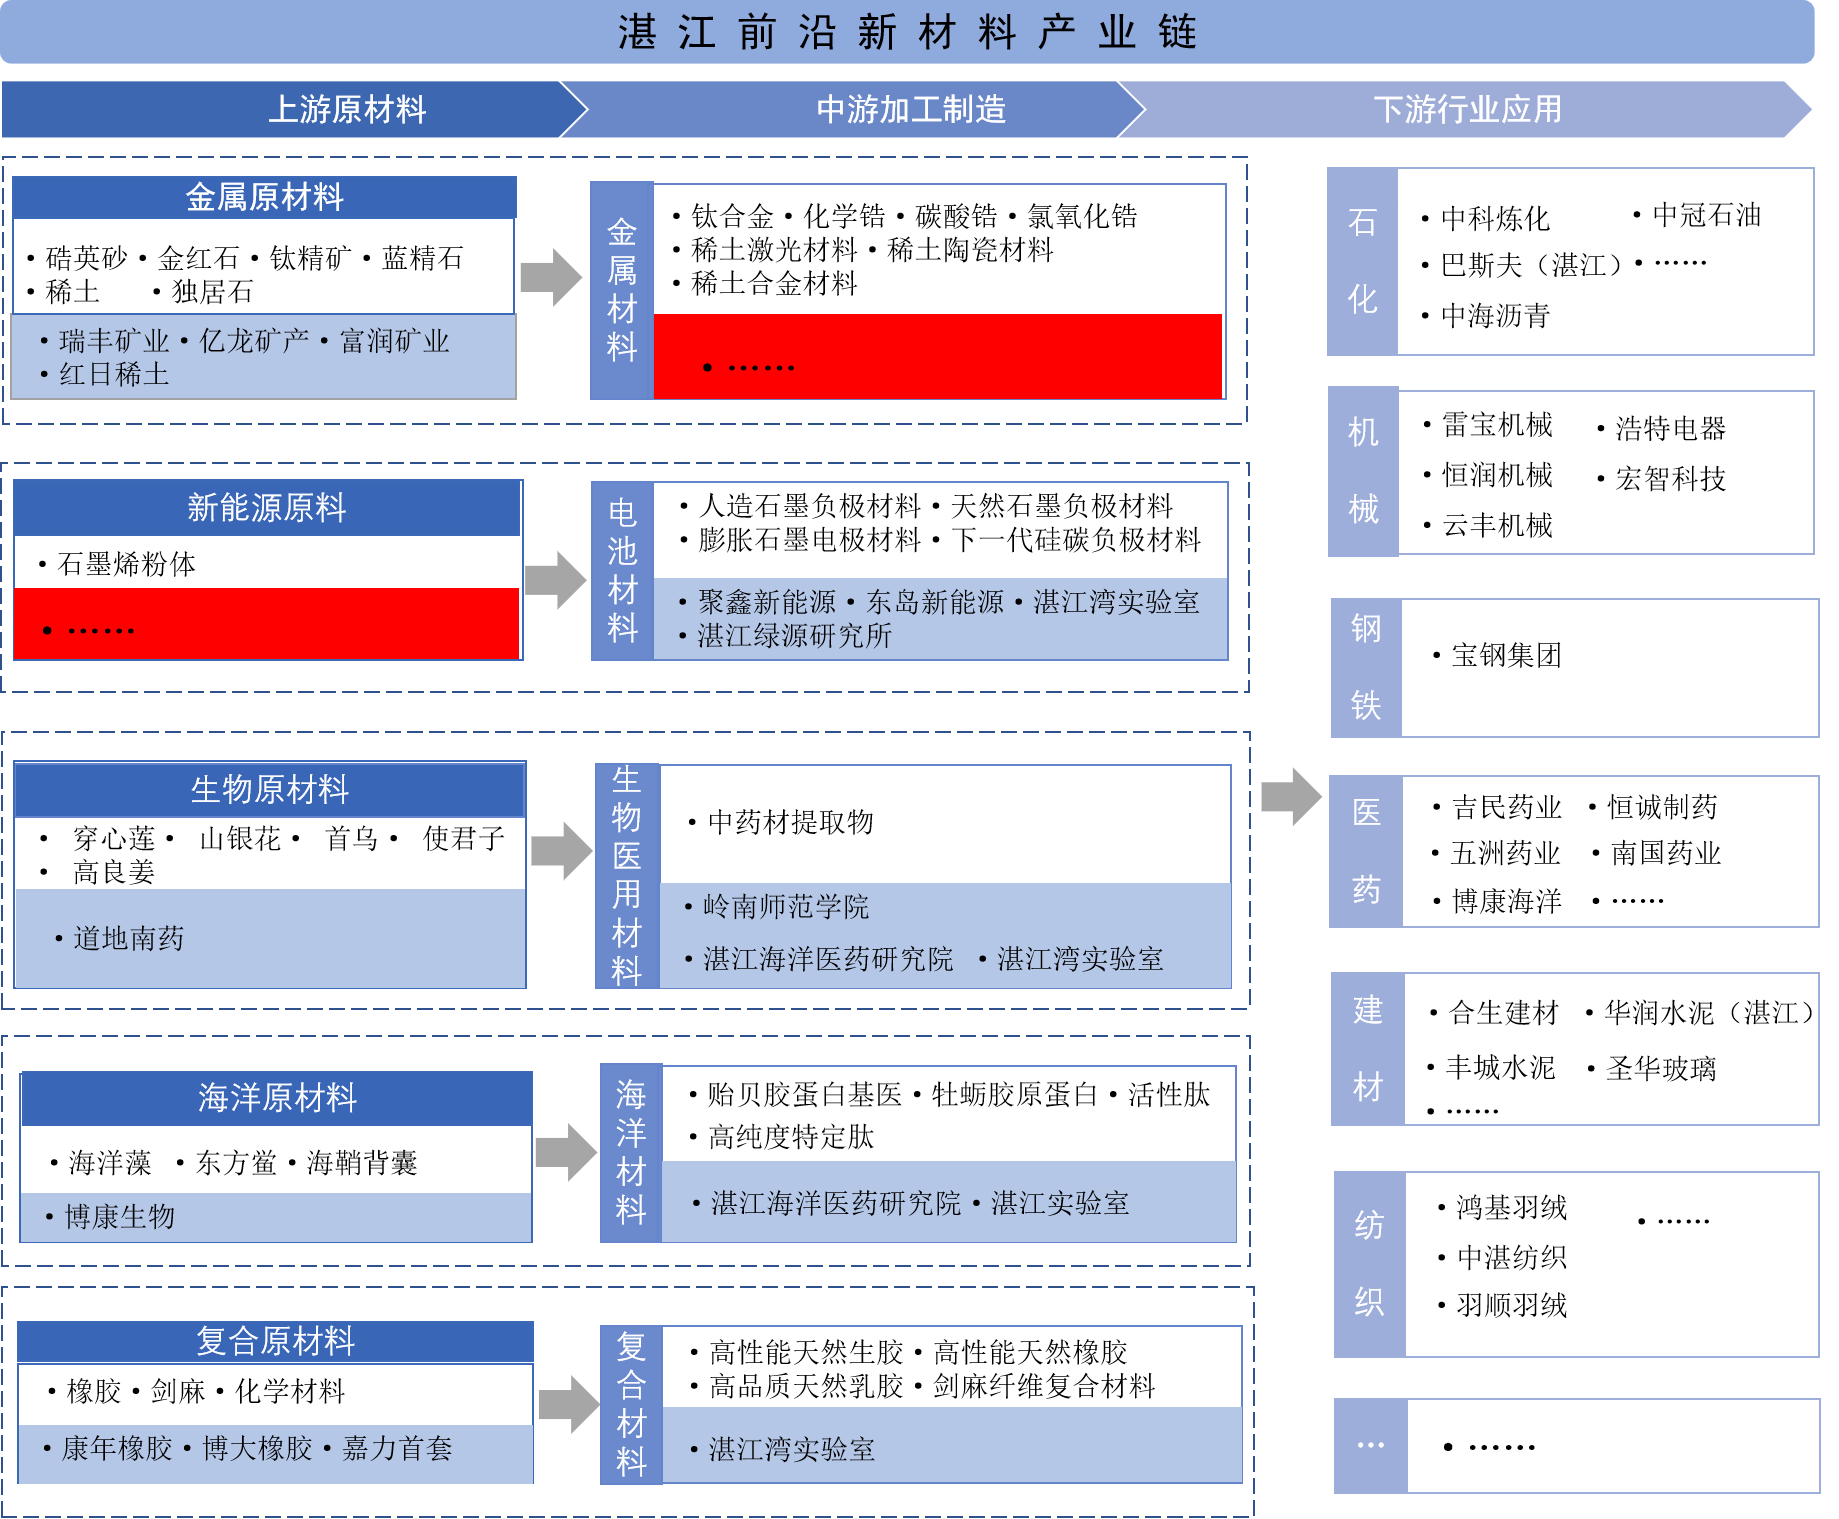 湛江前沿新材料产业链
上游原材料
中游加工制造
下游行业应用
金属原材料
•硞英砂•金红石•钛精矿•蓝精石
•稀土 •独居石
•瑞丰矿业•亿龙矿产•富润矿业
•红日稀土
金属材料
•钛合金•化学锆•碳酸锆•氯氧化锆
•稀土激光材料•稀土陶瓷材料
•稀土合金材料
•……
新能源原料
•石墨烯粉体
•……
电池材料
•人造石墨负极材料•天然石墨负极材料
•膨胀石墨电极材料•下一代硅碳负极材料
•聚鑫新能源•东岛新能源•湛江湾实验室
•湛江绿源研究所
生物原材料
• 穿心莲• 山银花• 首乌• 使君子
• 高良姜
•道地南药
生物医用材料
•中药材提取物
•岭南师范学院
•湛江海洋医药研究院 •湛江湾实验室
海洋原材料
•海洋藻 •东方鲎•海鞘背囊
•博康生物
海洋材料
•贻贝胶蛋白基医•牡蛎胶原蛋白•活性肽
•高纯度特定肽
•湛江海洋医药研究院•湛江实验室
复合原材料
•橡胶•剑麻•化学材料
•康年橡胶•博大橡胶•嘉力首套
复合材料
•高性能天然生胶•高性能天然橡胶
•高品质天然乳胶•剑麻纤维复合材料
•湛江湾实验室
石化
•中科炼化 •中冠石油
•巴斯夫（湛江）•……
•中海沥青
机械
•雷宝机械 •浩特电器
•恒润机械 •宏智科技
•云丰机械
钢铁
•宝钢集团
医药
•吉民药业 •恒诚制药
•五洲药业 •南国药业
•博康海洋 •……
建材
•合生建材 •华润水泥（湛江）
•丰城水泥 •圣华玻璃
•……
纺织
•鸿基羽绒 •……
•中湛纺织
•羽顺羽绒
…
•……